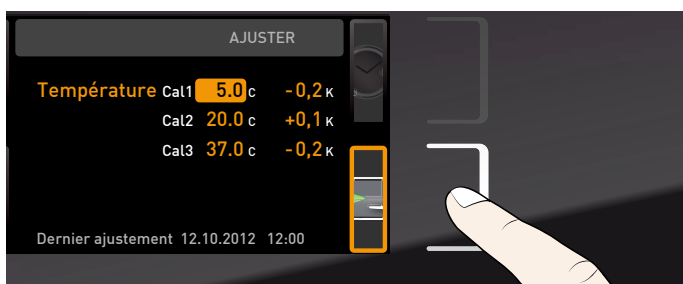 AJUSTER
Température Cal1 5.0 C -0,2 K
Cal2 20.0 C +0,1 K
Cal3 37.0 C -0,2 K
Dernier ajustement 12.10.2012 12:00